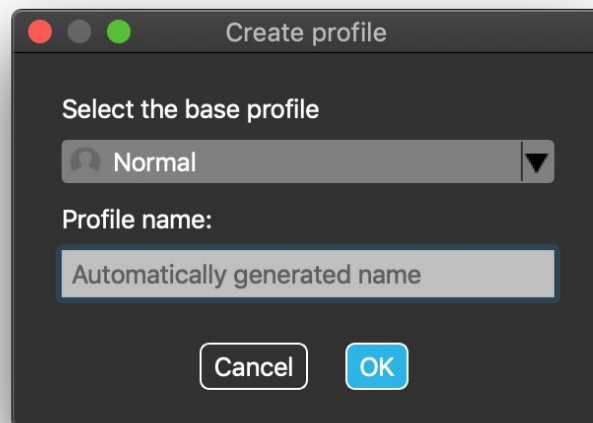 Create profile
Select the base profile
Normal
Profile name:
Automatically generated name
Cancel OK